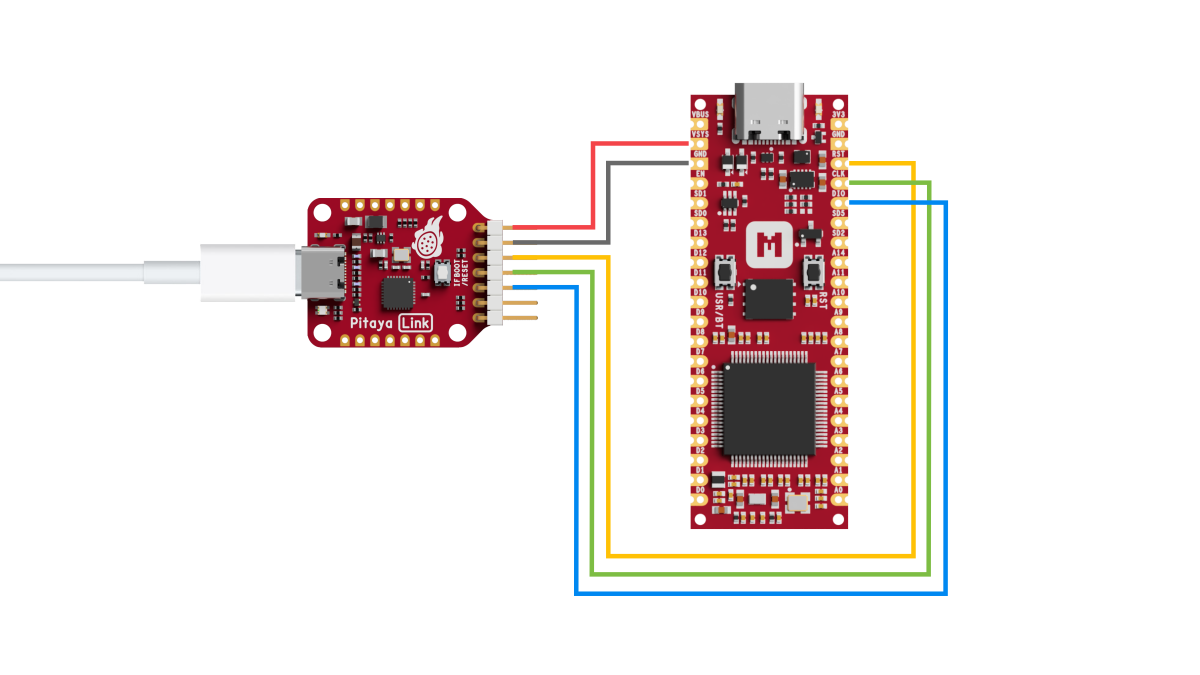 Pitaya Link
IF BOOT
/RESET
VBUS
VSYS
GND
EN
SD1
SD0
D13
D12
D11
D10
D9
D8
D7
D6
D5
D4
D3
D2
D1
D0
USR/BT
M
RST
3V3
GND
RST
CLK
DIO
SD5
SD2
A14
A11
A10
A9
A8
A7
A6
A5
A4
A3
A2
A1
A0